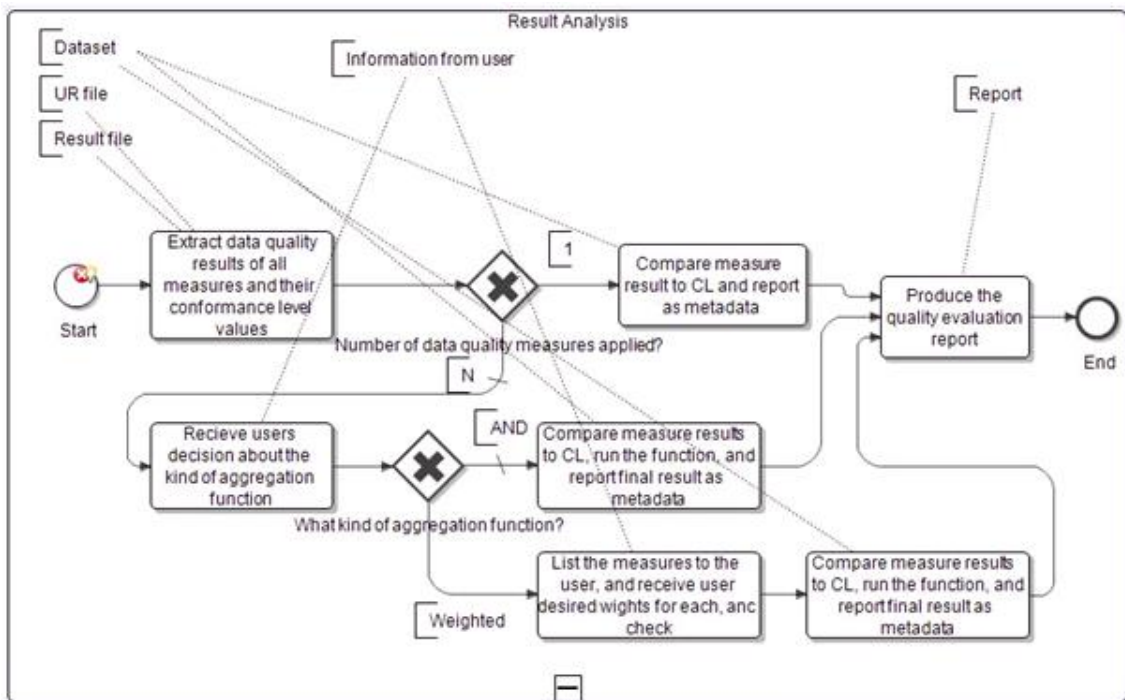 Result Analysis
Dataset
Information from user
UR file
Report
Result file
Extract data quality
results of all
measures and their
conformance level
values
1
Compare measure
result to CL and report
as metadata
Produce the
quality evaluation
report
Start
End
Number of data quality measures applied?
N
Recieve users
decision about the
kind of aggregation
function
AND
Compare measure results
to CL, run the function, and
report final result as
metadata
What kind of aggregation function?
List the measures to the
user, and receive user
desired wights for each, anc
check
Compare measure results
to CL, run the function, and
report final result as
metadata
Weighted